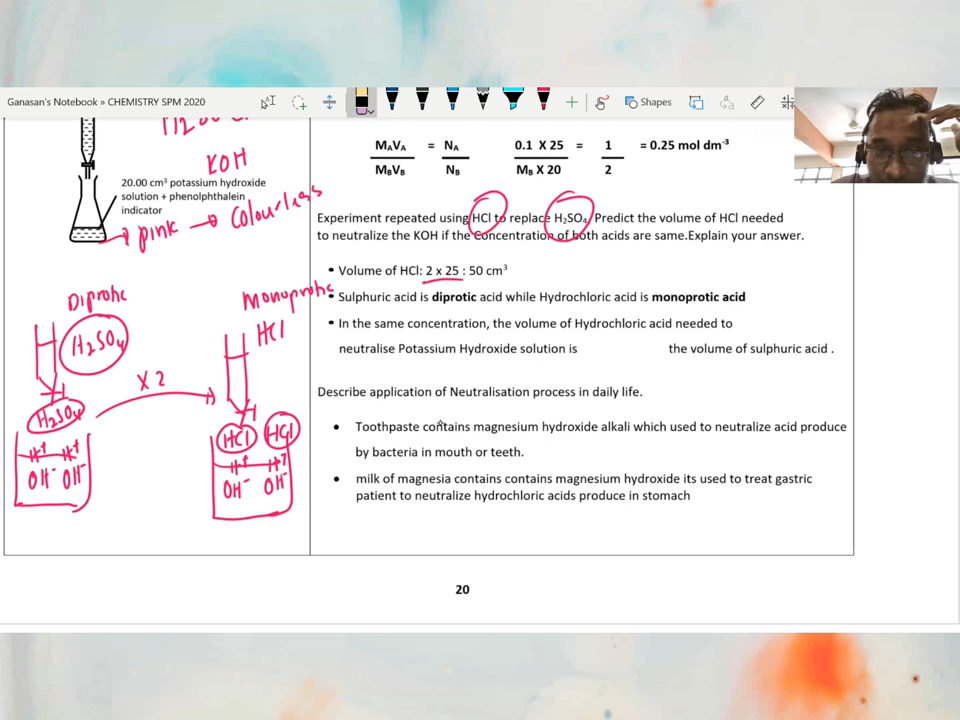 Ganasan's Notebook » CHEMISTRY SPM 2020
Shapes
KOH
20.00 cm³ potassium hydroxide
solution + phenolphthalein
indicator
pink → Colourless
MₐVₐ = Nₐ 0.1 X 25 = 1 = 0.25 mol dm⁻³
M_BV_B N_B M_B X 20 2
Experiment repeated using HCl to replace H₂SO₄. Predict the volume of HCl needed
to neutralize the KOH if the Concentration of both acids are same.Explain your answer.
• Volume of HCl: 2 x 25 : 50 cm³
• Sulphuric acid is diprotic acid while Hydrochloric acid is monoprotic acid
• In the same concentration, the volume of Hydrochloric acid needed to
neutralise Potassium Hydroxide solution is the volume of sulphuric acid .
Diprotic
Monoprotic
H₂SO₄
HCl
X 2
H₂SO₄
HCl HCl
H⁺ H⁺
H⁺ H⁺
OH⁻ OH⁻
OH⁻ OH⁻
Describe application of Neutralisation process in daily life.
• Toothpaste contains magnesium hydroxide alkali which used to neutralize acid produce
by bacteria in mouth or teeth.
• milk of magnesia contains contains magnesium hydroxide its used to treat gastric
patient to neutralize hydrochloric acids produce in stomach
20